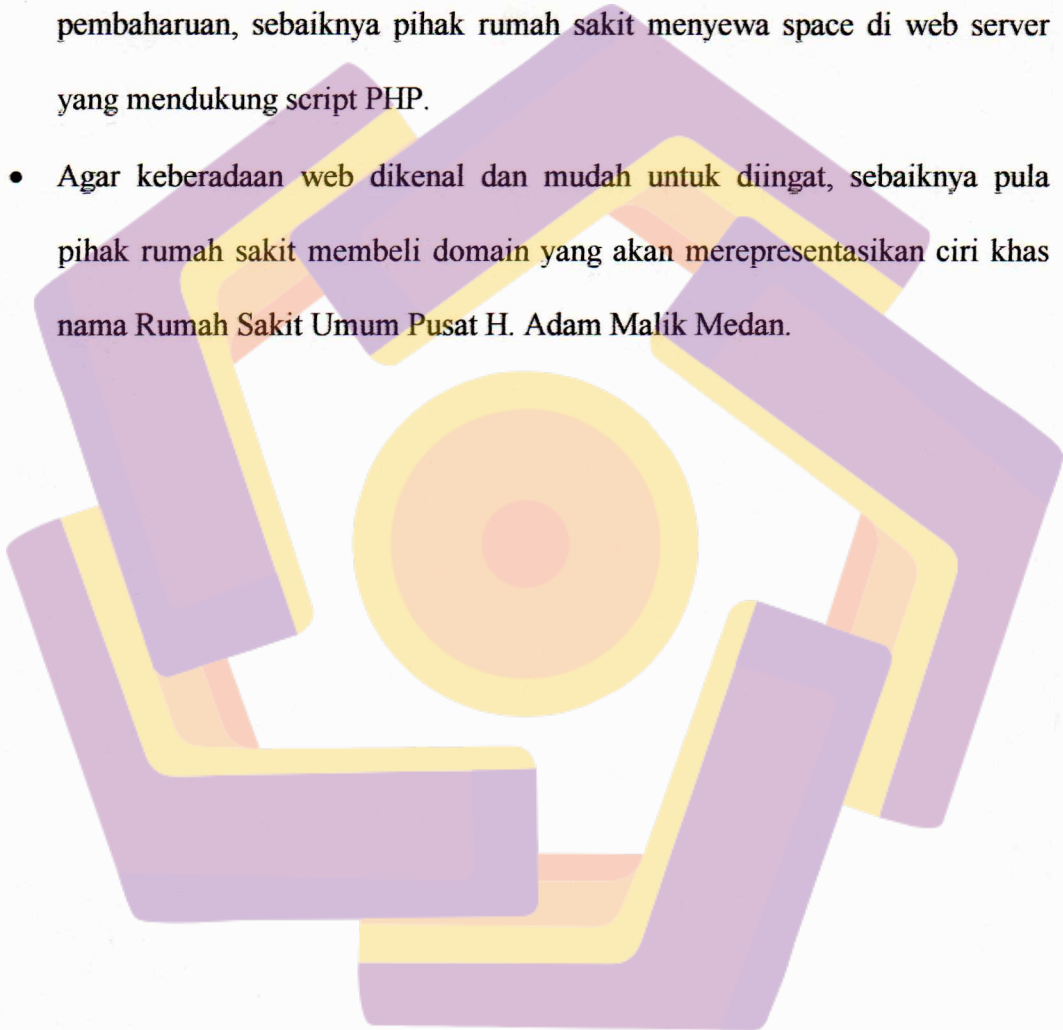 pembaharuan, sebaiknya pihak rumah sakit menyewa space di web server
yang mendukung script PHP.
• Agar keberadaan web dikenal dan mudah untuk diingat, sebaiknya pula
pihak rumah sakit membeli domain yang akan merepresentasikan ciri khas
nama Rumah Sakit Umum Pusat H. Adam Malik Medan.